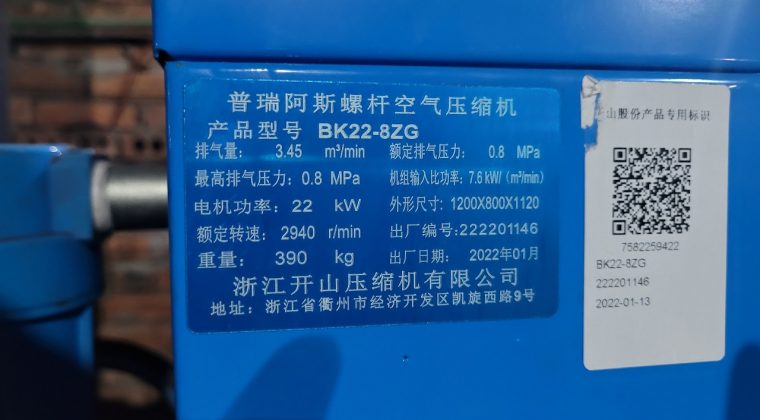 普瑞阿斯螺杆空气压缩机
产品型号 BK22-8ZG
排气量: 3.45 m³/min 额定排气压力: 0.8 MPa
最高排气压力: 0.8 MPa 机组输入比功率: 7.6 kW/(m³/min)
电机功率: 22 kW 外形尺寸: 1200X800X1120
额定转速: 2940 r/min 出厂编号: 222201146
重量: 390 kg 出厂日期: 2022年01月
浙江开山压缩机有限公司
地址: 浙江省衢州市经济开发区凯旋西路9号
山股份产品专用标识
7582259422
BK22-8ZG
222201146
2022-01-13